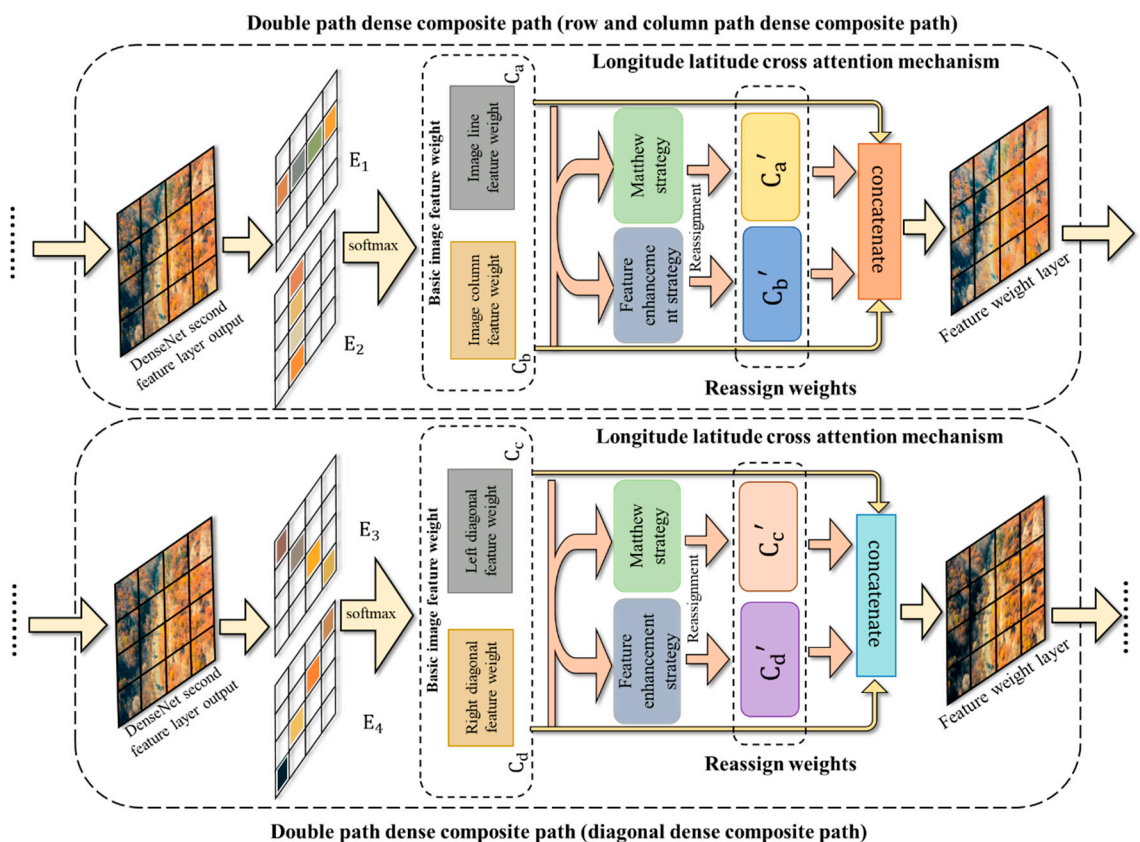 Double path dense composite path (row and column path dense composite path)
Longitude latitude cross attention mechanism
DenseNet second
feature layer output
E1
E2
softmax
Basic image feature weight
Ca
Image line
feature weight
Image column
feature weight
Cb
Matthew
strategy
Feature
enhanceme
nt strategy
Reassignment
Ca′
Cb′
concatenate
Feature weight layer
Reassign weights
Longitude latitude cross attention mechanism
DenseNet second
feature layer output
E3
E4
softmax
Basic image feature weight
Cc
Left diagonal
feature weight
Right diagonal
feature weight
Cd
Matthew
strategy
Feature
enhancement
strategy
Reassignment
Cc′
Cd′
concatenate
Feature weight layer
Reassign weights
Double path dense composite path (diagonal dense composite path)